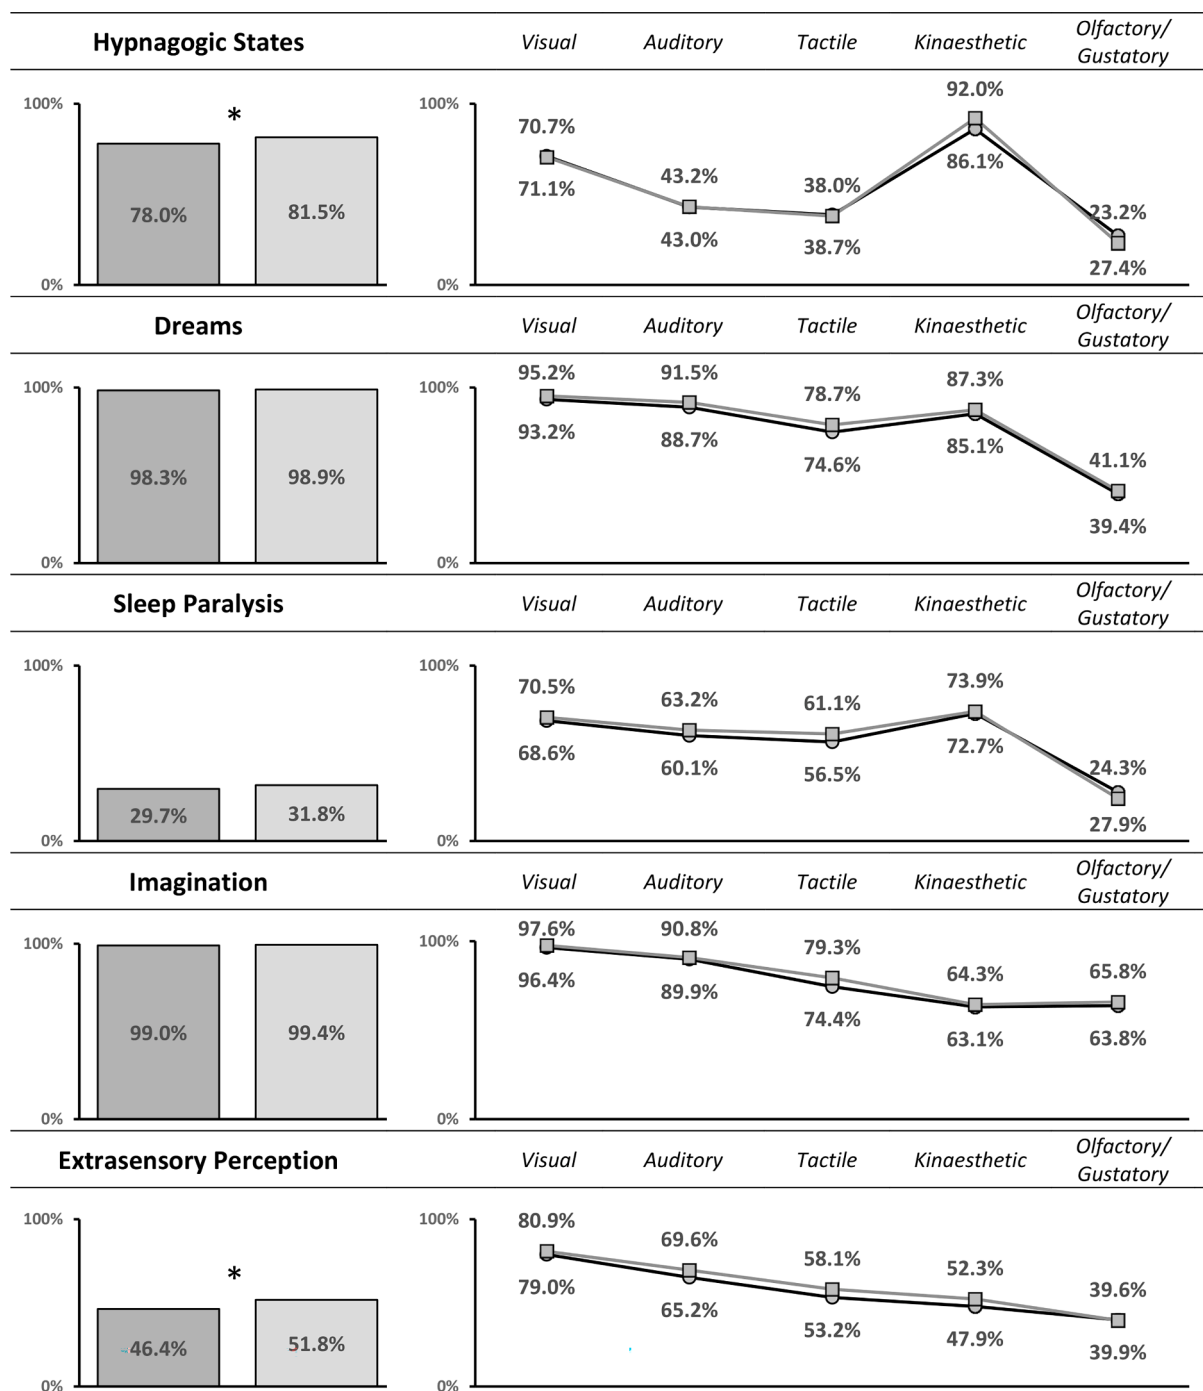 Hypnagogic States
Visual
Auditory
Tactile
Kinaesthetic
Olfactory/
Gustatory
100%
*
78.0%
81.5%
0%
100%
70.7%
71.1%
43.2%
43.0%
38.0%
38.7%
92.0%
86.1%
23.2%
27.4%
0%
Dreams
Visual
Auditory
Tactile
Kinaesthetic
Olfactory/
Gustatory
100%
98.3%
98.9%
0%
100%
95.2%
93.2%
91.5%
88.7%
78.7%
74.6%
87.3%
85.1%
41.1%
39.4%
0%
Sleep Paralysis
Visual
Auditory
Tactile
Kinaesthetic
Olfactory/
Gustatory
100%
29.7%
31.8%
0%
100%
70.5%
68.6%
63.2%
60.1%
61.1%
56.5%
73.9%
72.7%
24.3%
27.9%
0%
Imagination
Visual
Auditory
Tactile
Kinaesthetic
Olfactory/
Gustatory
100%
99.0%
99.4%
0%
100%
97.6%
96.4%
90.8%
89.9%
79.3%
74.4%
64.3%
63.1%
65.8%
63.8%
0%
Extrasensory Perception
Visual
Auditory
Tactile
Kinaesthetic
Olfactory/
Gustatory
100%
*
46.4%
51.8%
0%
100%
80.9%
79.0%
69.6%
65.2%
58.1%
53.2%
52.3%
47.9%
39.6%
39.9%
0%